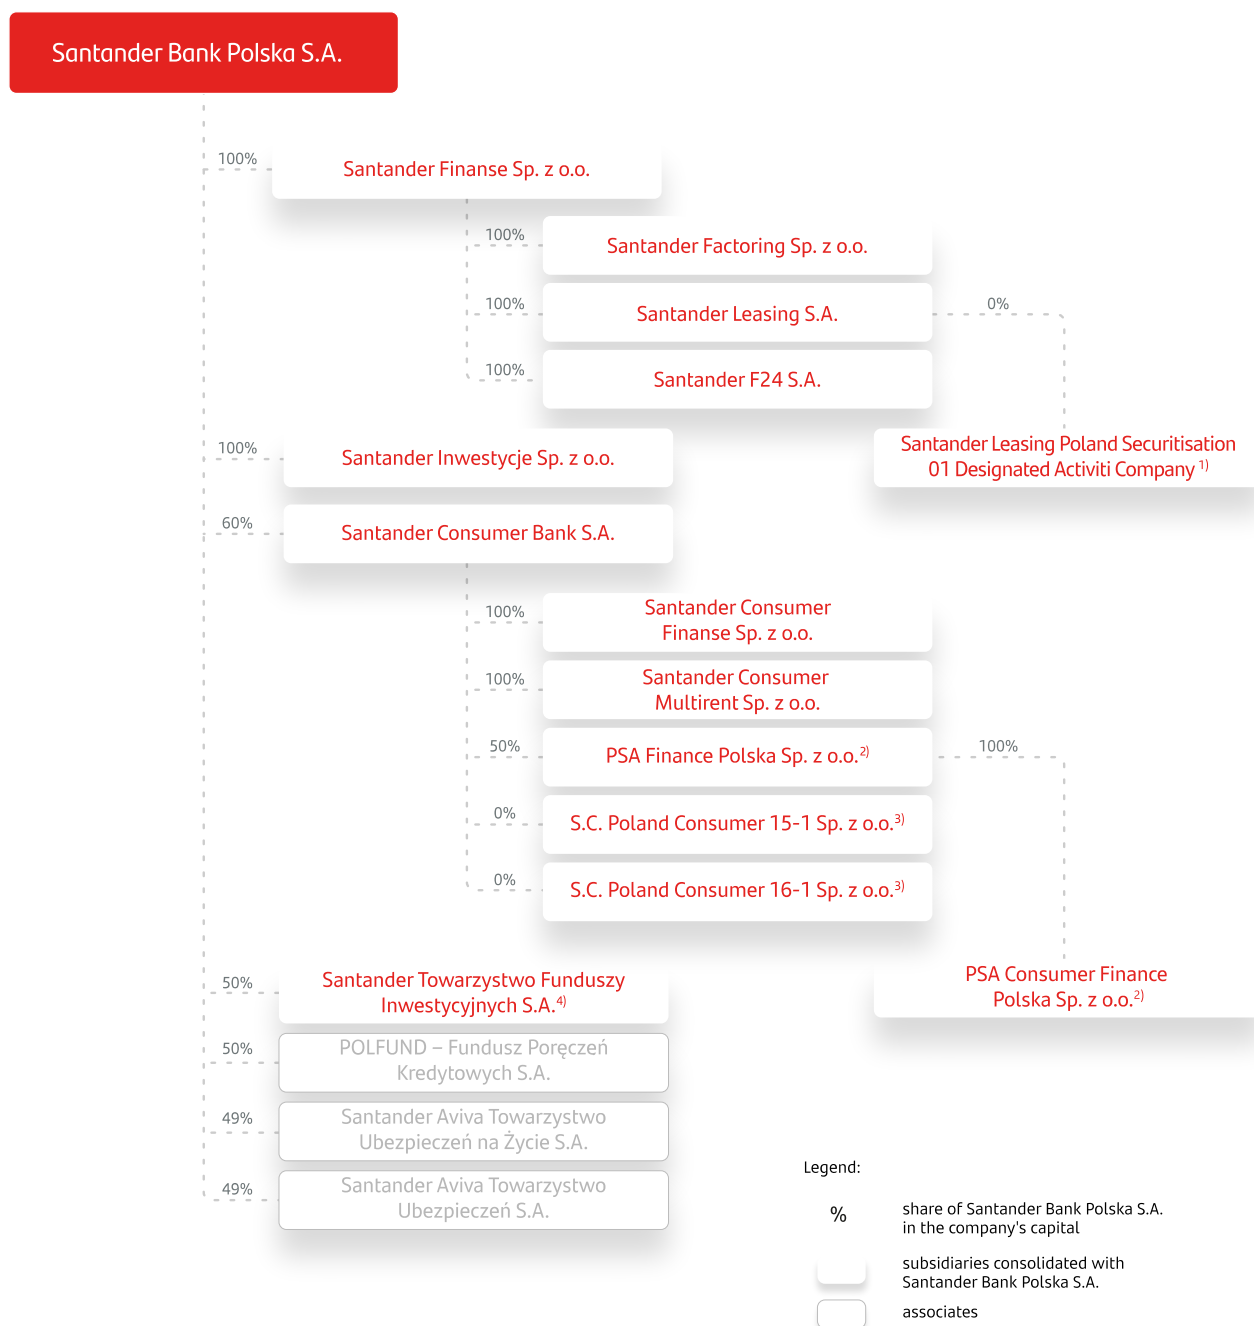 Santander Bank Polska S.A.
100%
Santander Finanse Sp. z o.o.
100%
Santander Factoring Sp. z o.o.
100%
Santander Leasing S.A.
0%
100%
Santander F24 S.A.
100%
Santander Inwestycje Sp. z o.o.
Santander Leasing Poland Securitisation
01 Designated Activiti Company 1)
60%
Santander Consumer Bank S.A.
100%
Santander Consumer
Finanse Sp. z o.o.
100%
Santander Consumer
Multirent Sp. z o.o.
50%
PSA Finance Polska Sp. z o.o.2)
100%
0%
S.C. Poland Consumer 15-1 Sp. z o.o.3)
0%
S.C. Poland Consumer 16-1 Sp. z o.o.3)
50%
Santander Towarzystwo Funduszy
Inwestycyjnych S.A.4)
PSA Consumer Finance
Polska Sp. z o.o.2)
50%
POLFUND – Fundusz Poręczeń
Kredytowych S.A.
49%
Santander Aviva Towarzystwo
Ubezpieczeń na Życie S.A.
49%
Santander Aviva Towarzystwo
Ubezpieczeń S.A.
Legend:
%
share of Santander Bank Polska S.A.
in the company's capital
subsidiaries consolidated with
Santander Bank Polska S.A.
associates